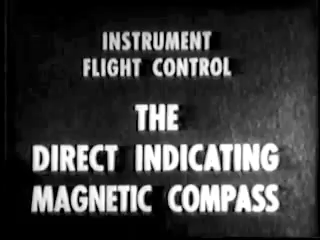 INSTRUMENT
FLIGHT CONTROL
THE
DIRECT INDICATING
MAGNETIC COMPASS